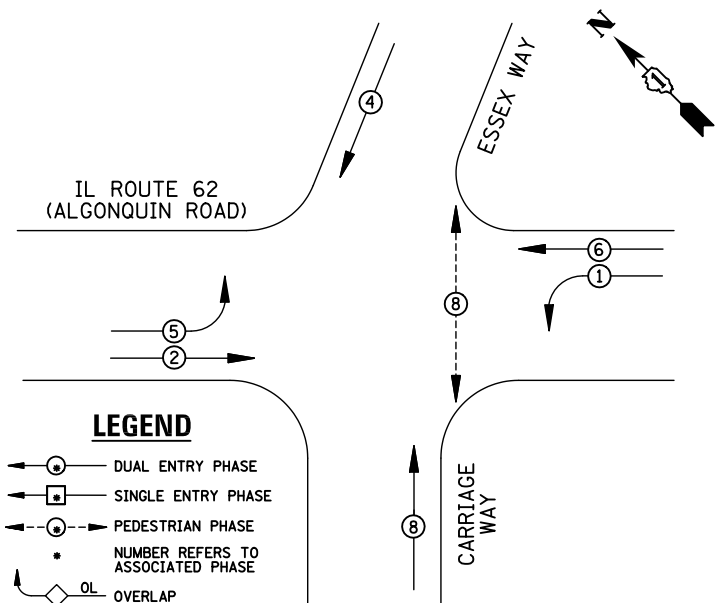 N
1
4
ESSEX WAY
IL ROUTE 62
(ALGONQUIN ROAD)
6
1
8
5
2
LEGEND
* DUAL ENTRY PHASE
* SINGLE ENTRY PHASE
* PEDESTRIAN PHASE
* NUMBER REFERS TO
ASSOCIATED PHASE
OL OVERLAP
8
CARRIAGE
WAY